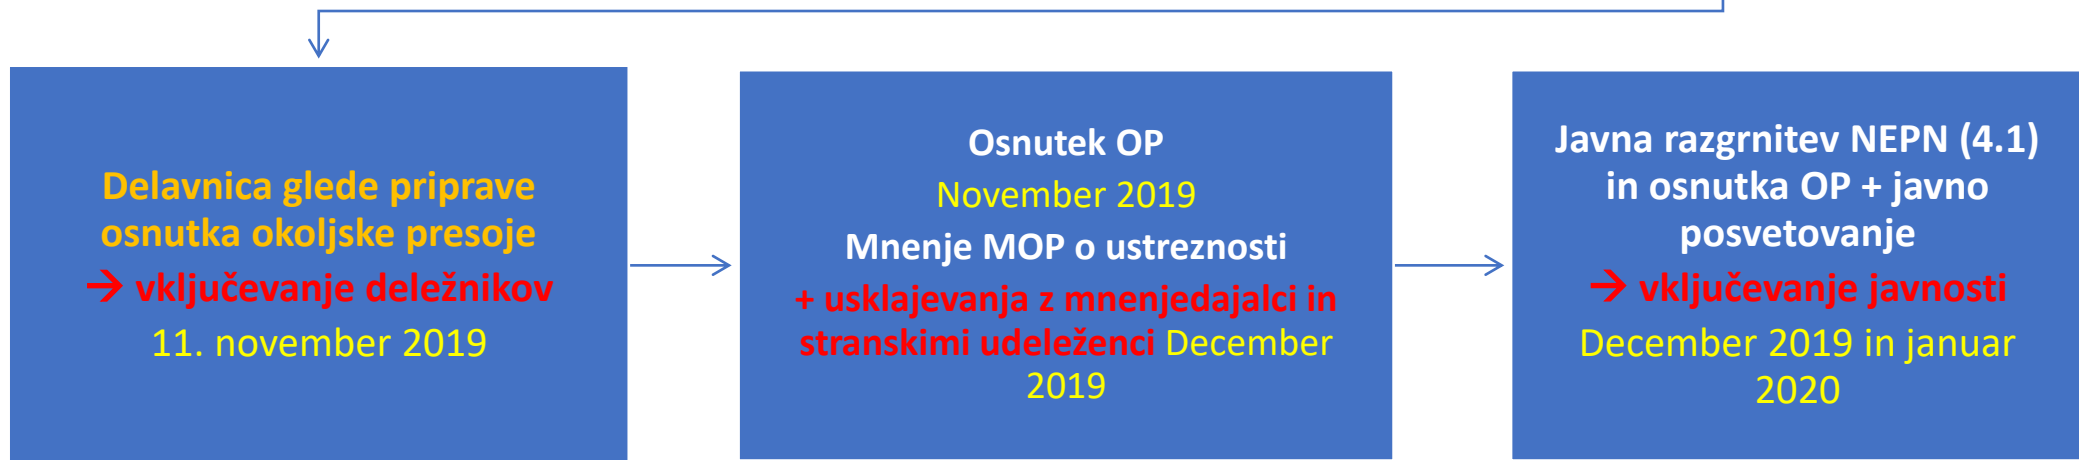 Delavnica glede priprave
osnutka okoljske presoje
→ vključevanje deležnikov
11. november 2019
Osnutek OP
November 2019
Mnenje MOP o ustreznosti
+ usklajevanja z mnenjedajalci in
stranskimi udeleženci December
2019
Javna razgrnitev NEPN (4.1)
in osnutka OP + javno
posvetovanje
→ vključevanje javnosti
December 2019 in januar
2020